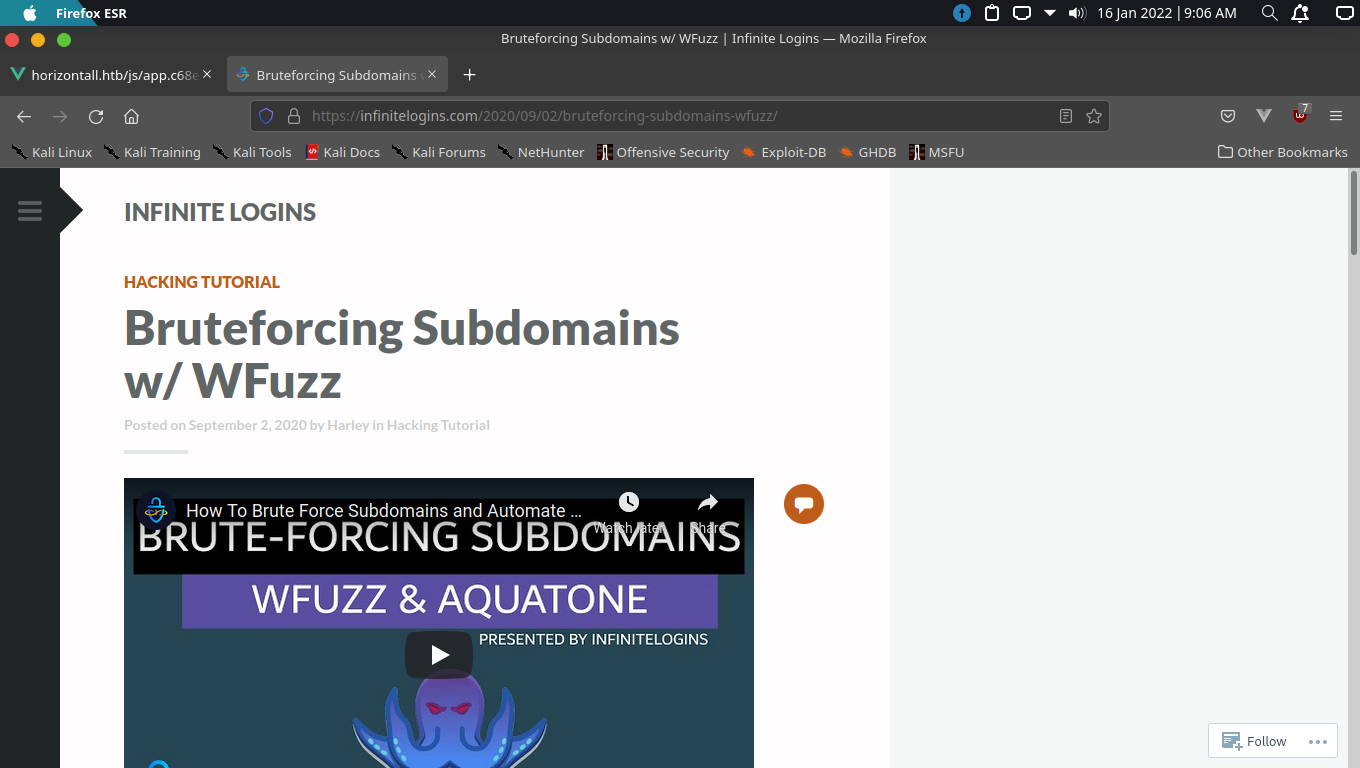 Firefox ESR
16 Jan 2022 | 9:06 AM
Bruteforcing Subdomains w/ WFuzz | Infinite Logins — Mozilla Firefox
horizontall.htb/js/app.c68e
Bruteforcing Subdomains
https://infinitelogins.com/2020/09/02/bruteforcing-subdomains-wfuzz/
7
Kali Linux Kali Training Kali Tools Kali Docs Kali Forums NetHunter Offensive Security Exploit-DB GHDB MSFU Other Bookmarks
INFINITE LOGINS
HACKING TUTORIAL
Bruteforcing Subdomains
w/ WFuzz
Posted on September 2, 2020 by Harley in Hacking Tutorial
How To Brute Force Subdomains and Automate ...
Watch later Share
BRUTE-FORCING SUBDOMAINS
WFUZZ & AQUATONE
PRESENTED BY INFINITELOGINS
Follow